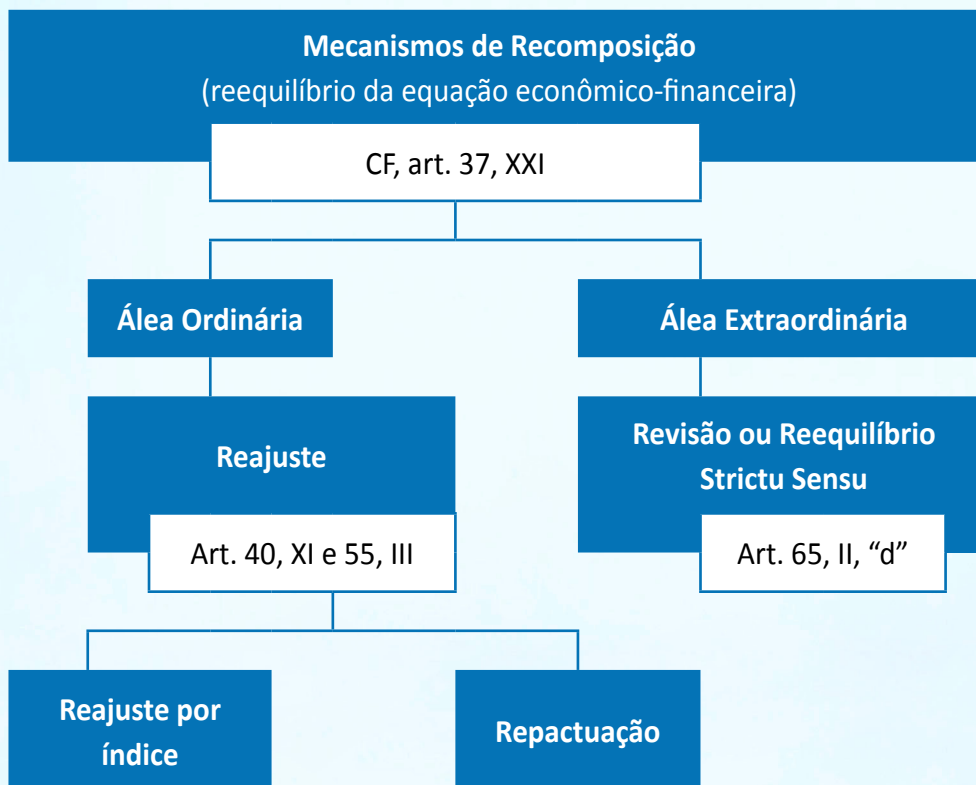 Mecanismos de Recomposição
(reequilíbrio da equação econômico-financeira)
CF, art. 37, XXI
Álea Ordinária
Álea Extraordinária
Reajuste
Revisão ou Reequilíbrio
Strictu Sensu
Art. 40, XI e 55, III
Art. 65, II, “d”
Reajuste por
índice
Repactuação